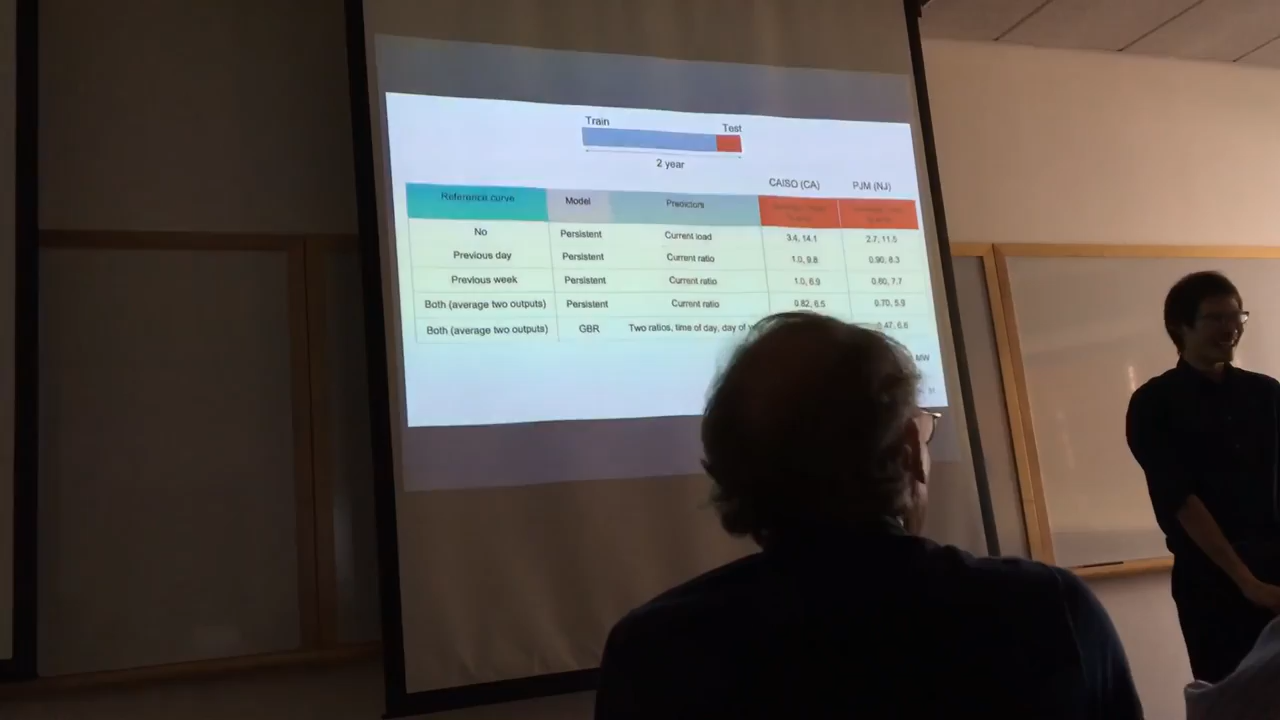 Train
Test
2 year
CAISO (CA) PJM (NJ)
Reference curve Model Predictors
No Persistent Current load 3.4, 14.1 2.7, 11.5
Previous day Persistent Current ratio 1.0, 9.8 0.90, 8.3
Previous week Persistent Current ratio 1.0, 6.9 0.80, 7.7
Both (average two outputs) Persistent Current ratio 0.82, 6.5 0.70, 5.9
Both (average two outputs) GBR Two ratios, time of day, day of 0.47, 6.6
MW